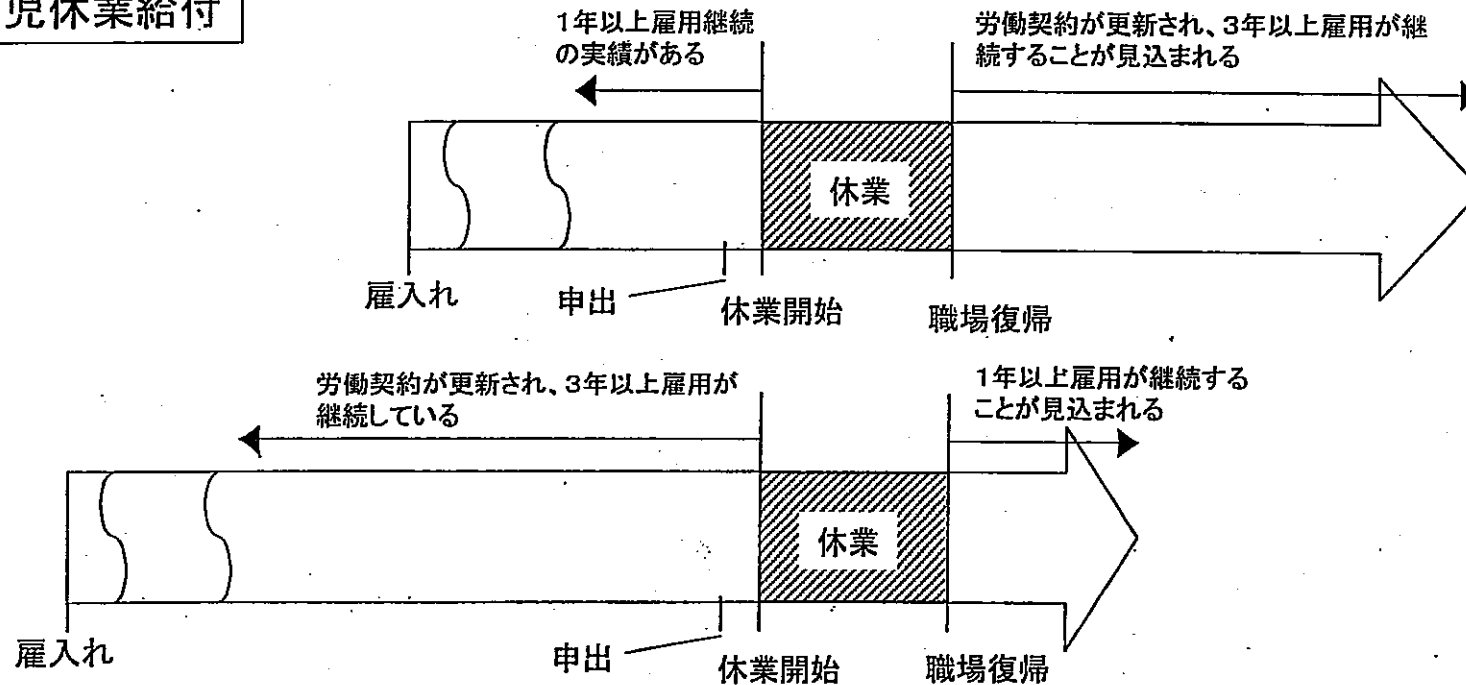 児休業給付
1年以上雇用継続
の実績がある
労働契約が更新され、3年以上雇用が継
続することが見込まれる
休業
雇入れ
申出
休業開始
職場復帰
労働契約が更新され、3年以上雇用が
継続している
1年以上雇用が継続する
ことが見込まれる
休業
雇入れ
申出
休業開始
職場復帰